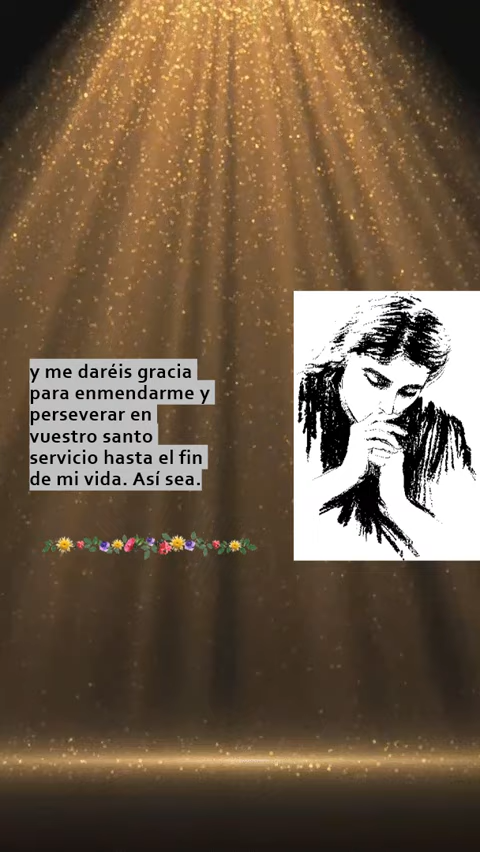 y me daréis gracia
para enmendarme y
perseverar en
vuestro santo
servicio hasta el fin
de mi vida. Así sea.